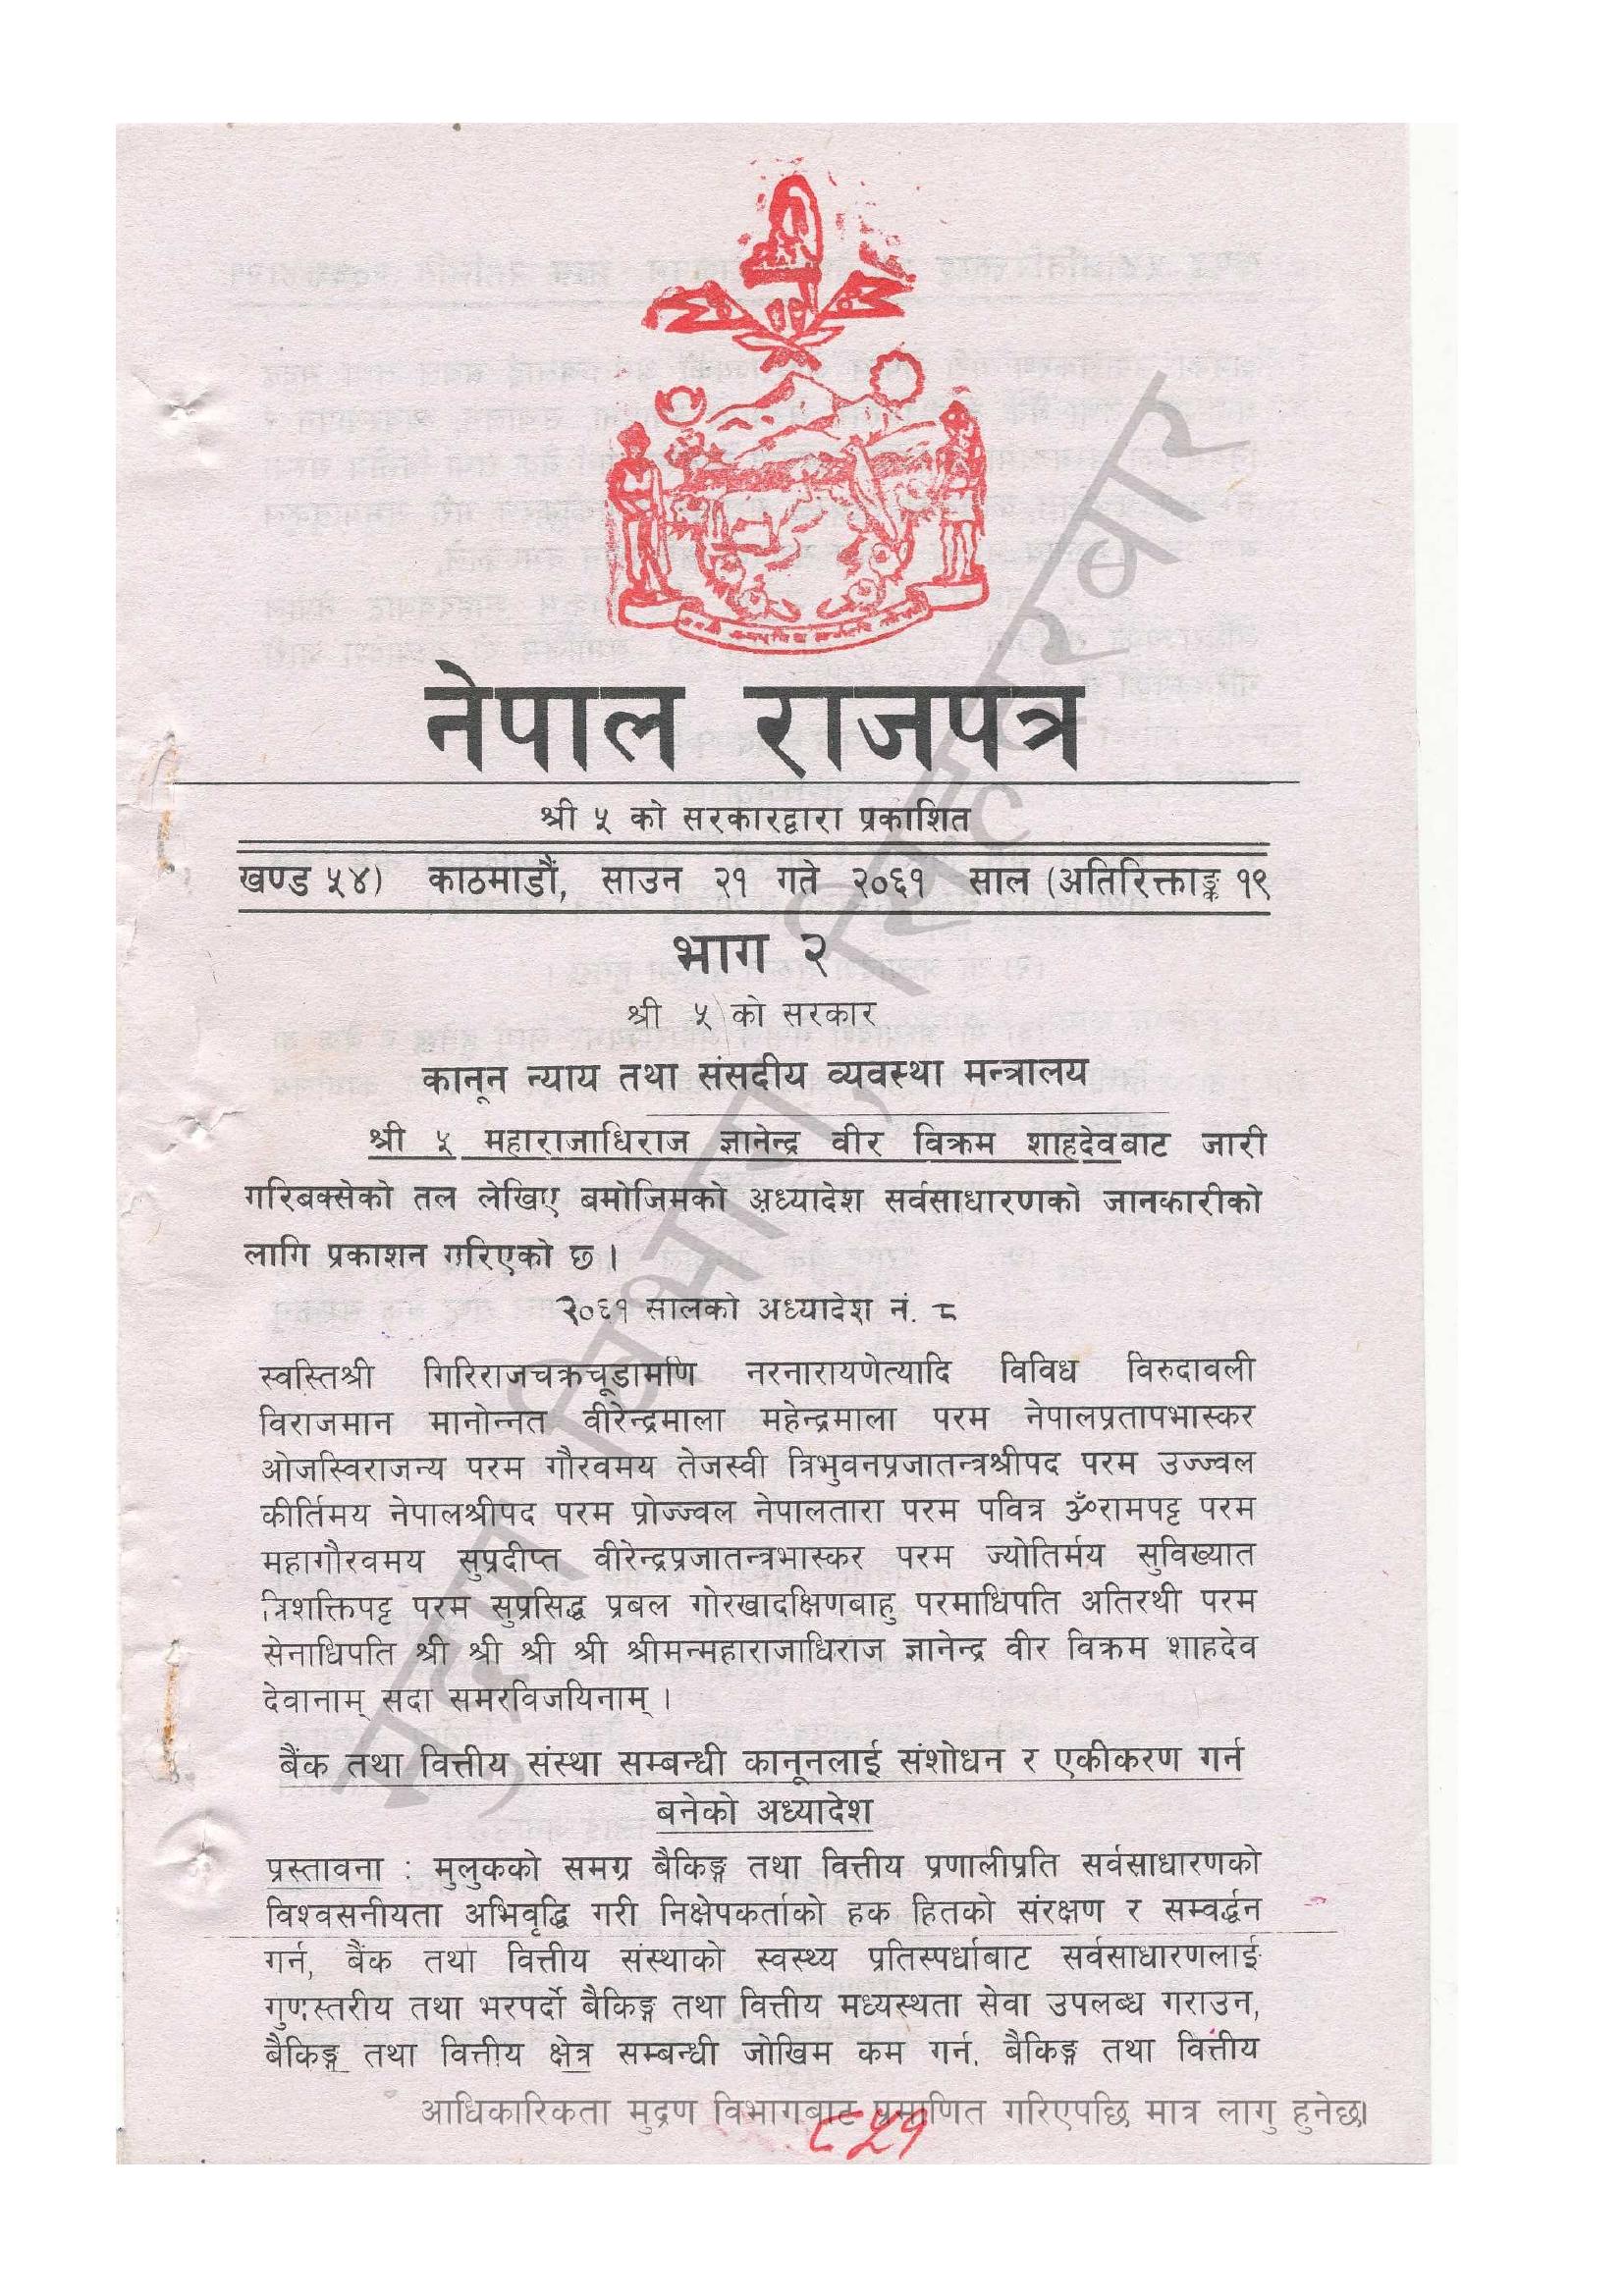 नेपाल राजपत्र
श्री ५ को सरकारद्वारा प्रकाशित
खण्ड ५४) काठमाडौं, साउन २१ गते २०६१ साल (अतिरिक्ताङ्क १९
भाग २
श्री ५ को सरकार
कानून न्याय तथा संसदीय व्यवस्था मन्त्रालय
श्री ५ महाराजाधिराज ज्ञानेन्द्र वीर विक्रम शाहदेवबाट जारी
गरिबक्सेको तल लेखिए बमोजिमको अध्यादेश सर्वसाधारणको जानकारीको
लागि प्रकाशन गरिएको छ ।
२०६१ सालको अध्यादेश नं. ८
स्वस्तिश्री गिरिराजचक्रचूडामणि नरनारायणेत्यादि विविध विरुदावली
विराजमान मानोन्नत वीरेन्द्रमाला महेन्द्रमाला परम नेपालप्रतापभास्कर
ओजस्विराजन्य परम गौरवमय तेजस्वी त्रिभुवनप्रजातन्त्रश्रीपद परम उज्ज्वल
कीर्तिमय नेपालश्रीपद परम प्रोज्ज्वल नेपालतारा परम पवित्र ॐरामपट्ट परम
महागौरवमय सुप्रदीप्त वीरेन्द्रप्रजातन्त्रभास्कर परम ज्योतिर्मय सुविख्यात
त्रिशक्तिपट्ट परम सुप्रसिद्ध प्रबल गोरखादक्षिणबाहु परमाधिपति अतिरथी परम
सेनाधिपति श्री श्री श्री श्री श्रीमन्महाराजाधिराज ज्ञानेन्द्र वीर विक्रम शाहदेव
देवानाम् सदा समरविजयिनाम् ।
बैंक तथा वित्तीय संस्था सम्बन्धी कानूनलाई संशोधन र एकीकरण गर्न
बनेको अध्यादेश
प्रस्तावना : मुलुकको समग्र बैकिङ्ग तथा वित्तीय प्रणालीप्रति सर्वसाधारणको
विश्वसनीयता अभिवृद्धि गरी निक्षेपकर्ताको हक हितको संरक्षण र सम्वर्द्धन
गर्न, बैंक तथा वित्तीय संस्थाको स्वस्थ्य प्रतिस्पर्धाबाट सर्वसाधारणलाई
गुणस्तरीय तथा भरपर्दो बैकिङ्ग तथा वित्तीय मध्यस्थता सेवा उपलब्ध गराउन,
बैकिङ्ग तथा वित्तीय क्षेत्र सम्बन्धी जोखिम कम गर्न, बैकिङ्ग तथा वित्तीय
आधिकारिकता मुद्रण विभागबाट प्रमाणित गरिएपछि मात्र लागु हुनेछ।
८५१
मुद्रण विभाग, सिंहदरवार